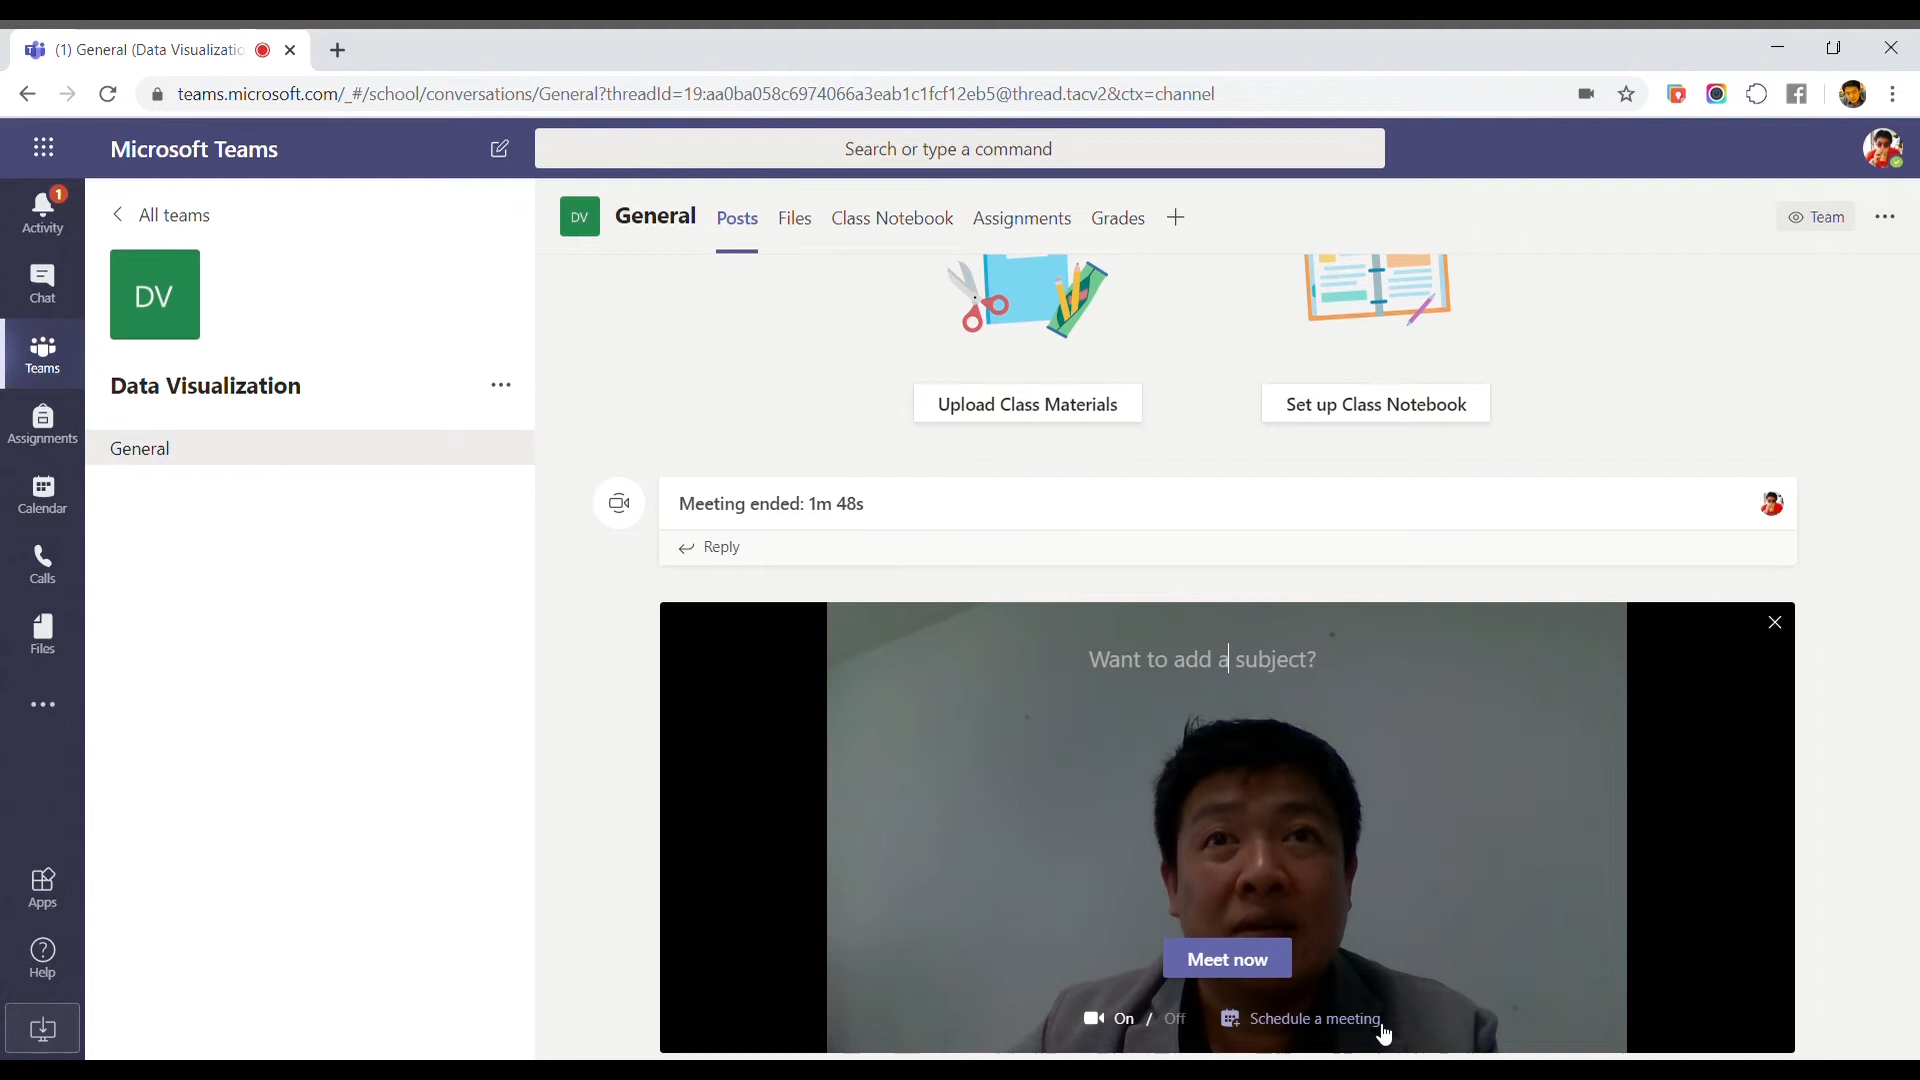 (1) General (Data Visualizatio
teams.microsoft.com/_#/school/conversations/General?threadId=19:aa0ba058c6974066a3eab1c1fcf12eb5@thread.tacv2&ctx=channel
Microsoft Teams
Search or type a command
1
Activity
Chat
Teams
Assignments
Calendar
Calls
Files
Apps
Help
All teams
DV
Data Visualization
General
DV
General Posts Files Class Notebook Assignments Grades
Team
Upload Class Materials
Set up Class Notebook
Meeting ended: 1m 48s
Reply
Want to add a subject?
Meet now
On / Off
Schedule a meeting